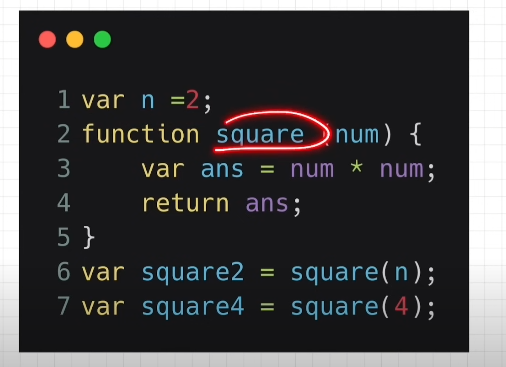 1 var n =2;
2 function square (num) {
3 var ans = num * num;
4 return ans;
5 }
6 var square2 = square(n);
7 var square4 = square(4);